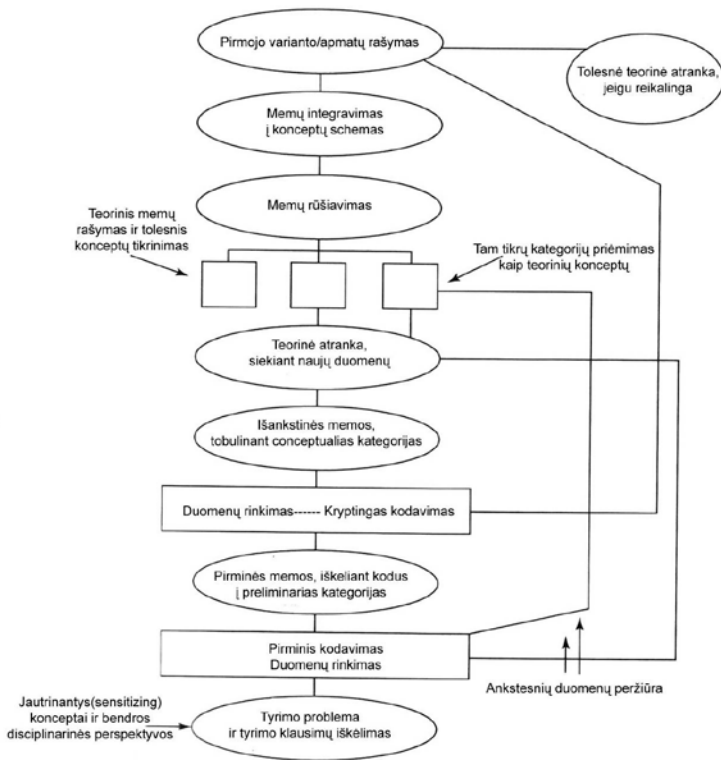 Pirmojo varianto/apmatų rašymas
Tolesnė teorinė atranka,
jeigu reikalinga
Memų integravimas
į konceptų schemas
Memų rūšiavimas
Teorinis memų
rašymas ir tolesnis
konceptų tikrinimas
Tam tikrų kategorijų priėmimas
kaip teorinių konceptų
Teorinė atranka,
siekiant naujų duomenų
Išankstinės memos,
tobulinant conceptualias kategorijas
Duomenų rinkimas------ Kryptingas kodavimas
Pirminės memos, iškeliant kodus
į preliminarias kategorijas
Pirminis kodavimas
Duomenų rinkimas
Ankstesnių duomenų peržiūra
Jautrinantys(sensitizing)
konceptai ir bendros
disciplinarinės perspektyvos
Tyrimo problema
ir tyrimo klausimų iškėlimas